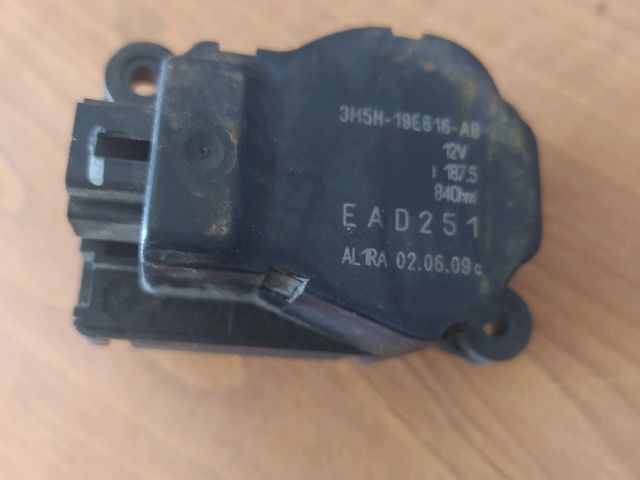 3M5H-19E616-AB
12V
i 187.5
84Ohm
EAD251
AL1RA 02.06.09c